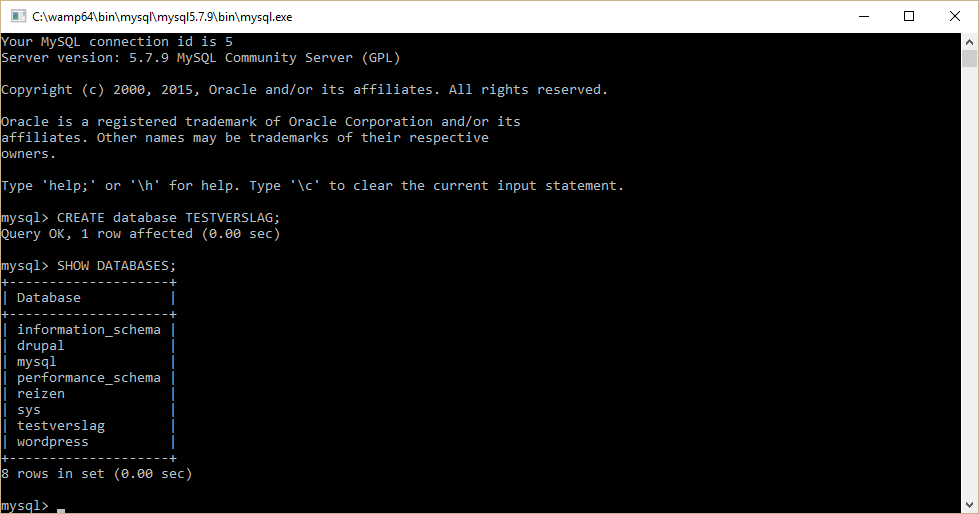 C:\wamp64\bin\mysql\mysql5.7.9\bin\mysql.exe
Your MySQL connection id is 5
Server version: 5.7.9 MySQL Community Server (GPL)
Copyright (c) 2000, 2015, Oracle and/or its affiliates. All rights reserved.
Oracle is a registered trademark of Oracle Corporation and/or its
affiliates. Other names may be trademarks of their respective
owners.
Type 'help;' or '\h' for help. Type '\c' to clear the current input statement.
mysql> CREATE database TESTVERSLAG;
Query OK, 1 row affected (0.00 sec)
mysql> SHOW DATABASES;
+--------------------+
| Database           |
+--------------------+
| information_schema |
| drupal             |
| mysql              |
| performance_schema |
| reizen             |
| sys                |
| testverslag        |
| wordpress          |
+--------------------+
8 rows in set (0.00 sec)
mysql> _